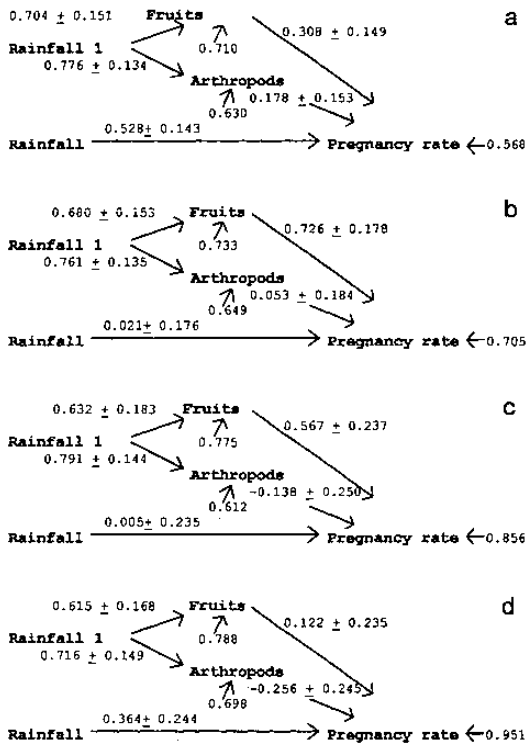 0.704 ± 0.151 Fruits a
0.308 ± 0.149
Rainfall 1 0.710
0.776 ± 0.134
Arthropods
0.178 ± 0.153
0.630
0.528± 0.143
Rainfall Pregnancy rate 0.568
b
0.680 ± 0.153 Fruits
0.726 ± 0.178
Rainfall 1 0.733
0.761 ± 0.135
Arthropods
0.053 ± 0.184
0.649
0.021± 0.176
Rainfall Pregnancy rate 0.705
c
0.632 ± 0.183 Fruits
0.567 ± 0.237
Rainfall 1 0.775
0.791 ± 0.144
Arthropods
-0.138 ± 0.250
0.612
0.005± 0.235
Rainfall Pregnancy rate 0.856
d
0.615 ± 0.168 Fruits
0.122 ± 0.235
Rainfall 1 0.788
0.716 ± 0.149
Arthropods
-0.256 ± 0.245
0.698
0.364± 0.244
Rainfall Pregnancy rate 0.951